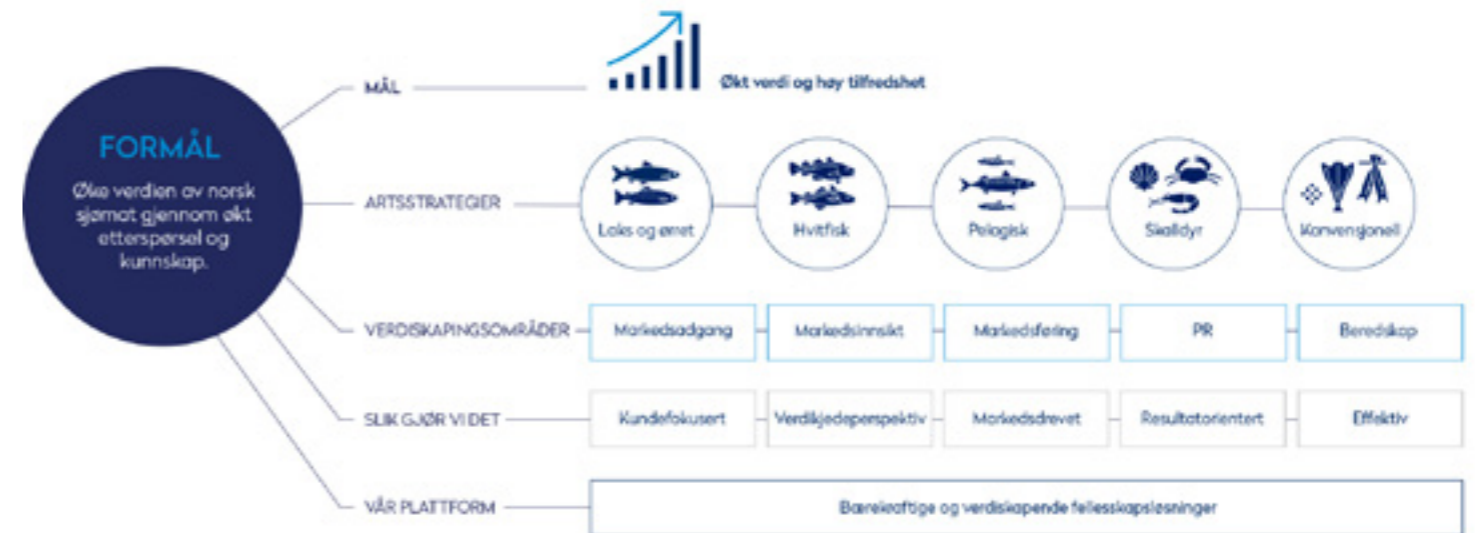 FORMÅL
Øke verdien av norsk
sjømat gjennom økt
etterspørsel og
kunnskap.
MÅL
Økt verdi og høy tilfredshet
ARTSSTRATEGIER
Laks og ørret
Hvitfisk
Pelagisk
Skalldyr
Konvensjonell
VERDISKAPINGSOMRÅDER
Markedsadgang
Markedsinnsikt
Markedsføring
PR
Beredskap
SLIK GJØR VI DET
Kundefokusert
Verdikjedeperspektiv
Markedsdrevet
Resultatorientert
Effektiv
VÅR PLATTFORM
Bærekraftige og verdiskapende fellesskapsløsninger